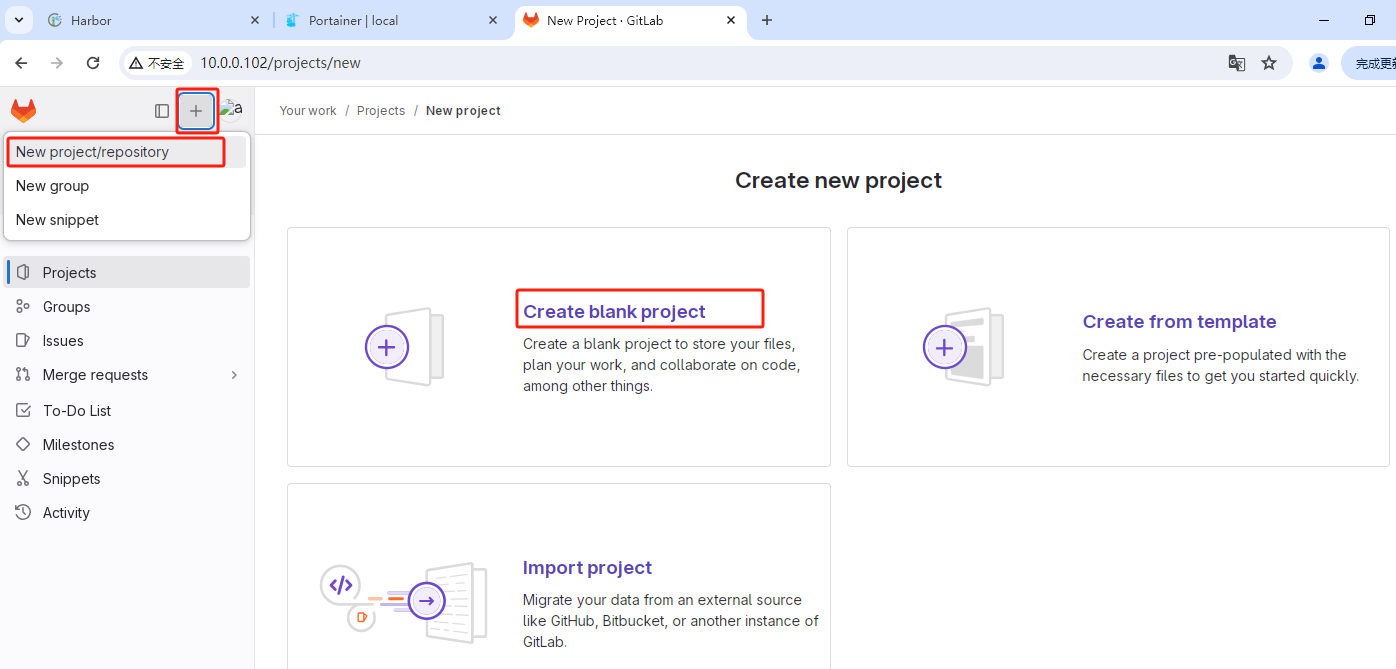 Harbor
Portainer | local
New Project · GitLab
不安全
10.0.0.102/projects/new
完成更新
a
Your work / Projects / New project
New project/repository
New group
New snippet
Projects
Groups
Issues
Merge requests
To-Do List
Milestones
Snippets
Activity
Create new project
Create blank project
Create a blank project to store your files,
plan your work, and collaborate on code,
among other things.
Create from template
Create a project pre-populated with the
necessary files to get you started quickly.
Import project
Migrate your data from an external source
like GitHub, Bitbucket, or another instance of
GitLab.